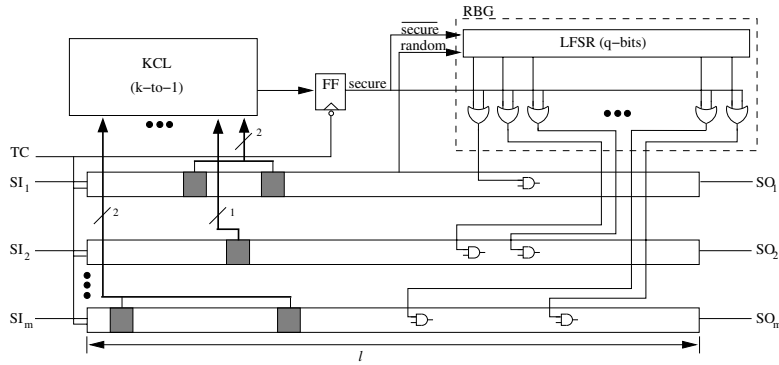 RBG
secure
random
LFSR (q−bits)
KCL
(k−to−1)
FF
secure
2
TC
SI1
SO1
2
1
SI2
SO2
SIm
SOm
l